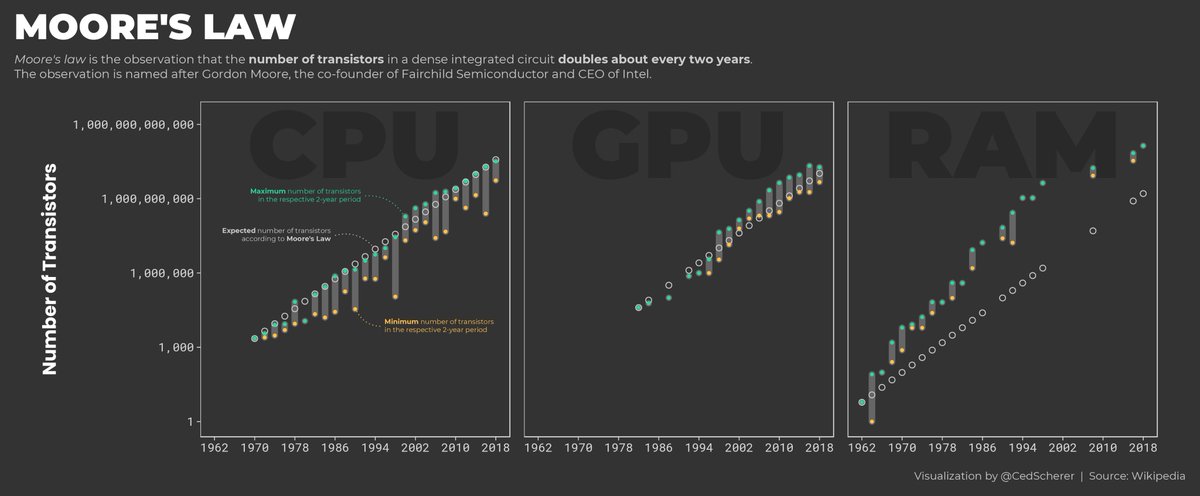 MOORE'S LAW
Moore's law is the observation that the number of transistors in a dense integrated circuit doubles about every two years.
The observation is named after Gordon Moore, the co-founder of Fairchild Semiconductor and CEO of Intel.
Number of Transistors
1,000,000,000,000
1,000,000,000
1,000,000
1,000
1
CPU
Maximum number of transistors
in the respective 2-year period
Expected number of transistors
according to Moore's Law
Minimum number of transistors
in the respective 2-year period
1962 1970 1978 1986 1994 2002 2010 2018
GPU
1962 1970 1978 1986 1994 2002 2010 2018
RAM
1962 1970 1978 1986 1994 2002 2010 2018
Visualization by @CedScherer | Source: Wikipedia